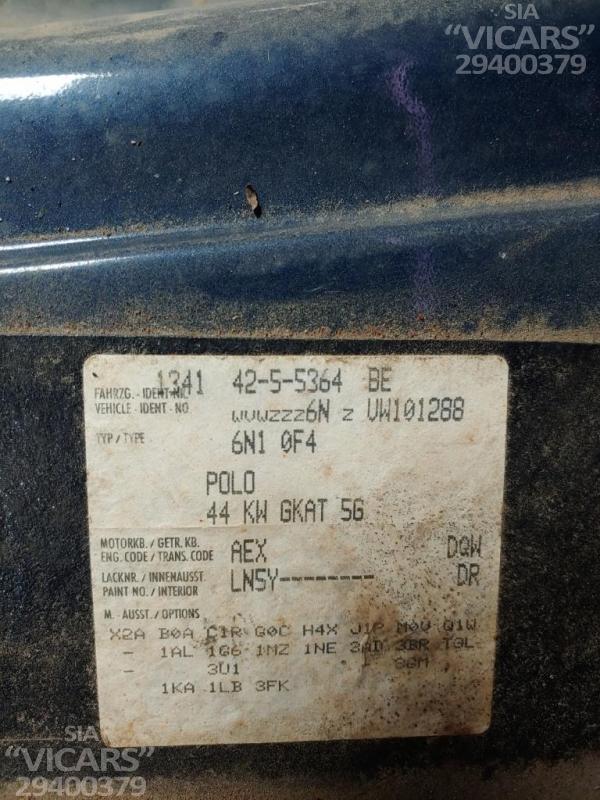 SIA
"VICARS"
29400379
1341 42-5-5364 BE
FAHRZG.-IDENT-NR.
VEHICLE-IDENT-NO WVWZZZ6N Z VW101288
TYP/TYPE 6N1 0F4
POLO
44 KW GKAT 5G
MOTORKB./GETR.KB.
ENG.CODE/TRANS.CODE AEX DQW
LACKNR./INNENAUSST.
PAINT NO./INTERIOR LN5Y-------- DR
M.-AUSST./OPTIONS
X2A B0A C1R G0C H4X J1P M0V Q1W
- 1AL 1G6 1MZ 1NE 3AD 3BR T3L
- 3U1 3GM
1KA 1LB 3FK
SIA
"VICARS"
29400379